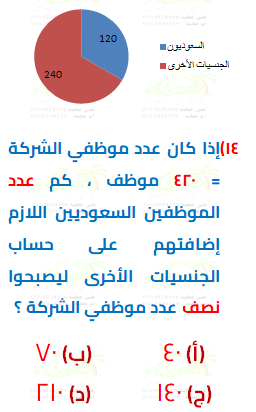 120
240
السعوديون
الجنسيات الأخرى
١٤)إذا كان عدد موظفي الشركة
= ٤٢٠ موظف ، كم عدد
الموظفين السعوديين اللازم
إضافتهم على حساب
الجنسيات الأخرى ليصبحوا
نصف عدد موظفي الشركة ؟
(أ) ٤٠
(ب) ٧٠
(ج) ١٤٠
(د) ٢١٠